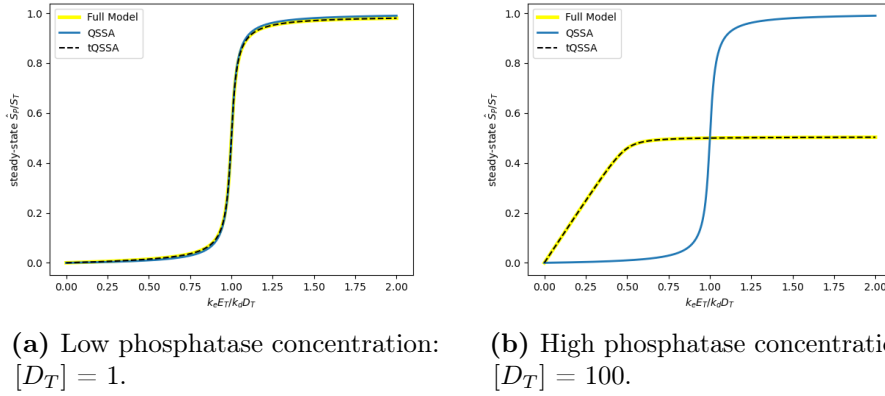 Full Model
QSSA
tQSSA
steady-state Ŝ_P/S_T
1.0
0.8
0.6
0.4
0.2
0.0
0.00 0.25 0.50 0.75 1.00 1.25 1.50 1.75 2.00
k_eE_T/k_dD_T
(a) Low phosphatase concentration:
[D_T] = 1.
Full Model
QSSA
tQSSA
steady-state Ŝ_P/S_T
1.0
0.8
0.6
0.4
0.2
0.0
0.00 0.25 0.50 0.75 1.00 1.25 1.50 1.75 2.00
k_eE_T/k_dD_T
(b) High phosphatase concentratio
[D_T] = 100.